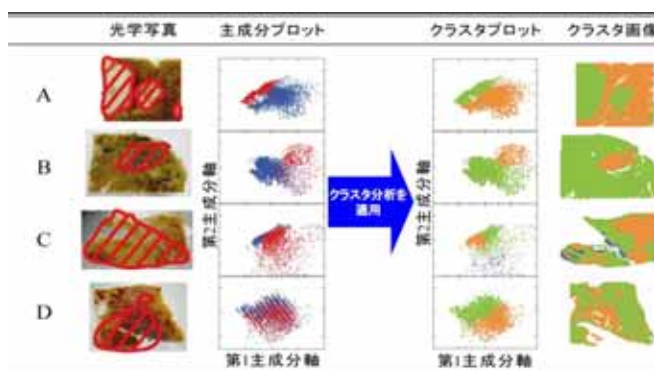 光学写真 主成分プロット クラスタプロット クラスタ画像
A
B
C
D
第2主成分軸
クラスタ分析を
適用
第2主成分軸
第1主成分軸
第1主成分軸